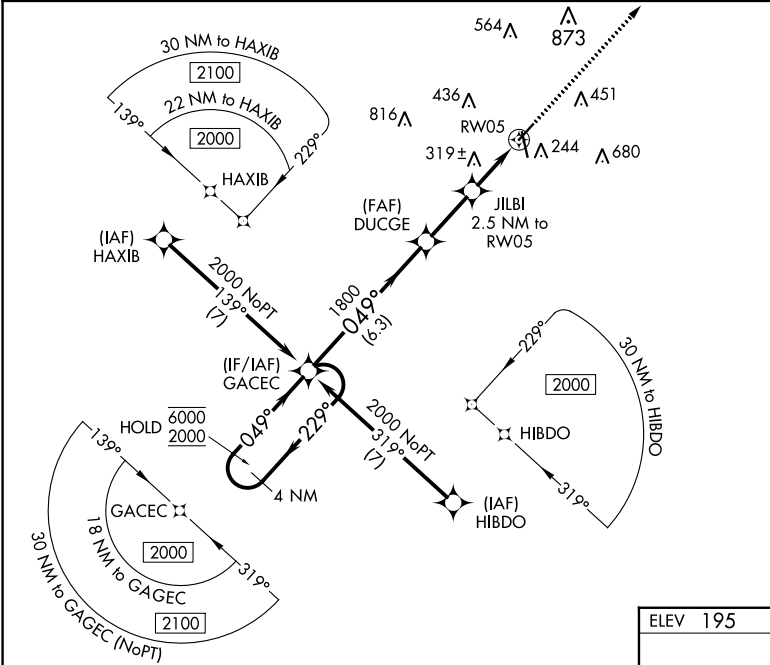 30 NM to HAXIB
2100
22 NM to HAXIB
2000
139°
229°
HAXIB
564
873
436
451
816
RW05
319±
244
680
(FAF)
DUCGE
JILBI
2.5 NM to
RW05
(IAF)
HAXIB
2000 NoPT
139°
(7)
1800
049°
(6.3)
(IF/IAF)
GACEC
HOLD
6000
2000
049°
229°
4 NM
2000 NoPT
319°
(7)
(IAF)
HIBDO
229°
30 NM to HIBDO
2000
HIBDO
319°
139°
GACEC
2000
18 NM to GAGEC
319°
30 NM to GAGEC (NoPT)
2100
ELEV 195